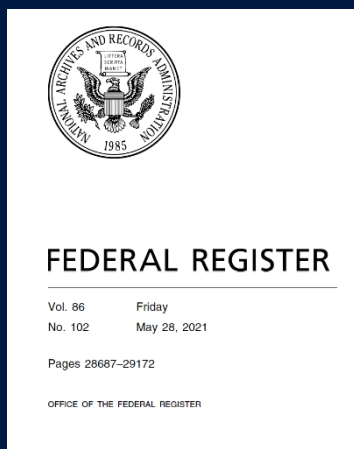 NATIONAL ARCHIVES AND RECORDS ADMINISTRATION
LITTERA
SCRIPTA
MANET
1985
FEDERAL REGISTER
Vol. 86 Friday
No. 102 May 28, 2021
Pages 28687–29172
OFFICE OF THE FEDERAL REGISTER